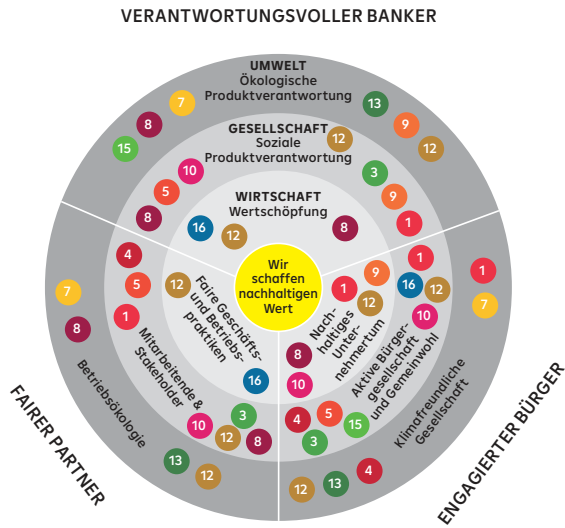 VERANTWORTUNGSVOLLER BANKER
UMWELT
Ökologische
Produktverantwortung
7
8
15
13
9
12
GESELLSCHAFT
Soziale
Produktverantwortung
12
10
5
8
3
9
1
WIRTSCHAFT
Wertschöpfung
16
12
8
Wir
schaffen
nachhaltigen
Wert
4
5
1
12
7
8
Faire Geschäfts-
und Betriebs-
praktiken
16
Mitarbeitende &
Stakeholder
10
3
12
8
Betriebsökologie
13
12
FAIRER PARTNER
9
1
12
Nach-
haltiges
Unter-
nehmertum
8
10
1
16
12
10
Aktive Bürger-
gesellschaft
und Gemeinwohl
4
5
15
3
1
7
Klimafreundliche
Gesellschaft
12
13
4
ENGAGIERTER BÜRGER